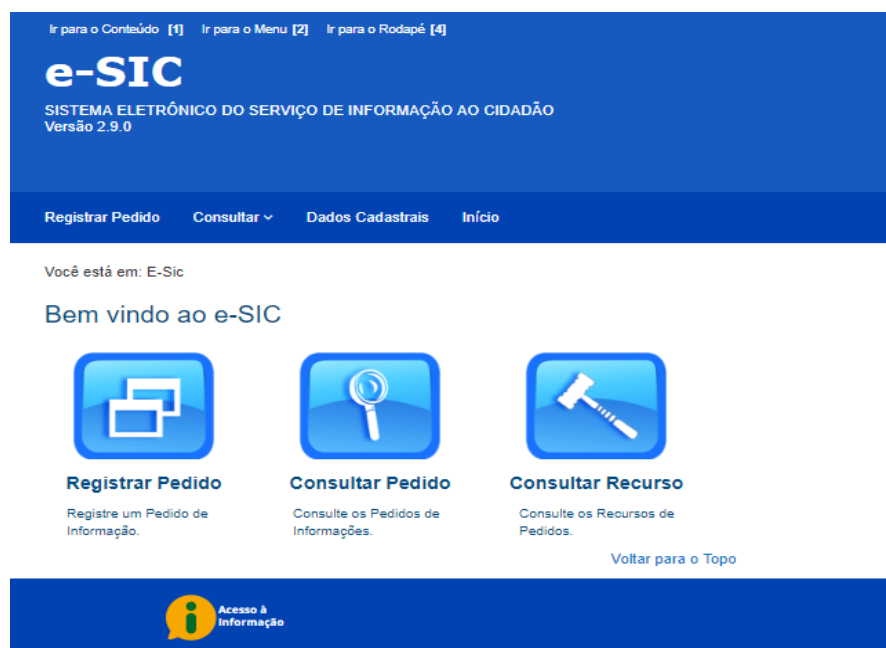 Ir para o Conteúdo [1] Ir para o Menu [2] Ir para o Rodapé [4]
e-SIC
SISTEMA ELETRÔNICO DO SERVIÇO DE INFORMAÇÃO AO CIDADÃO
Versão 2.9.0
Registrar Pedido Consultar Dados Cadastrais Início
Você está em: E-Sic
Bem vindo ao e-SIC
Registrar Pedido
Registre um Pedido de
Informação.
Consultar Pedido
Consulte os Pedidos de
Informações.
Consultar Recurso
Consulte os Recursos de
Pedidos.
Voltar para o Topo
Acesso à
Informação